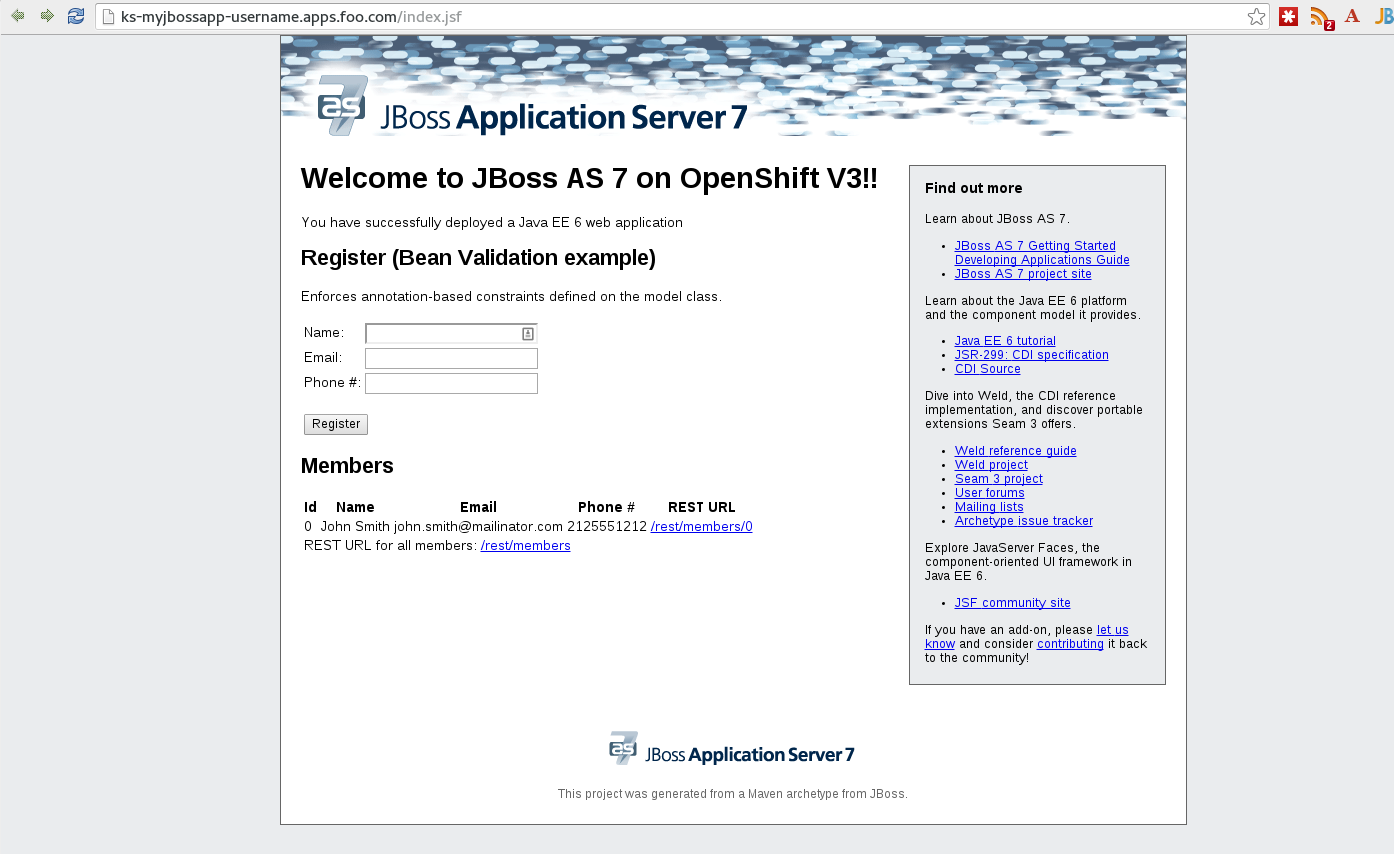 ks-myjbossapp-username.apps.foo.com/index.jsf
2
A
JB
as
JBoss Application Server 7
Welcome to JBoss AS 7 on OpenShift V3!!
You have successfully deployed a Java EE 6 web application
Register (Bean Validation example)
Enforces annotation-based constraints defined on the model class.
Name:
Email:
Phone #:
Register
Members
Id Name Email Phone # REST URL
0 John Smith john.smith@mailinator.com 2125551212 /rest/members/0
REST URL for all members: /rest/members
Find out more
Learn about JBoss AS 7.
• JBoss AS 7 Getting Started
Developing Applications Guide
• JBoss AS 7 project site
Learn about the Java EE 6 platform
and the component model it provides.
• Java EE 6 tutorial
• JSR-299: CDI specification
• CDI Source
Dive into Weld, the CDI reference
implementation, and discover portable
extensions Seam 3 offers.
• Weld reference guide
• Weld project
• Seam 3 project
• User forums
• Mailing lists
• Archetype issue tracker
Explore JavaServer Faces, the
component-oriented UI framework in
Java EE 6.
• JSF community site
If you have an add-on, please let us
know and consider contributing it back
to the community!
as
JBoss Application Server 7
This project was generated from a Maven archetype from JBoss.